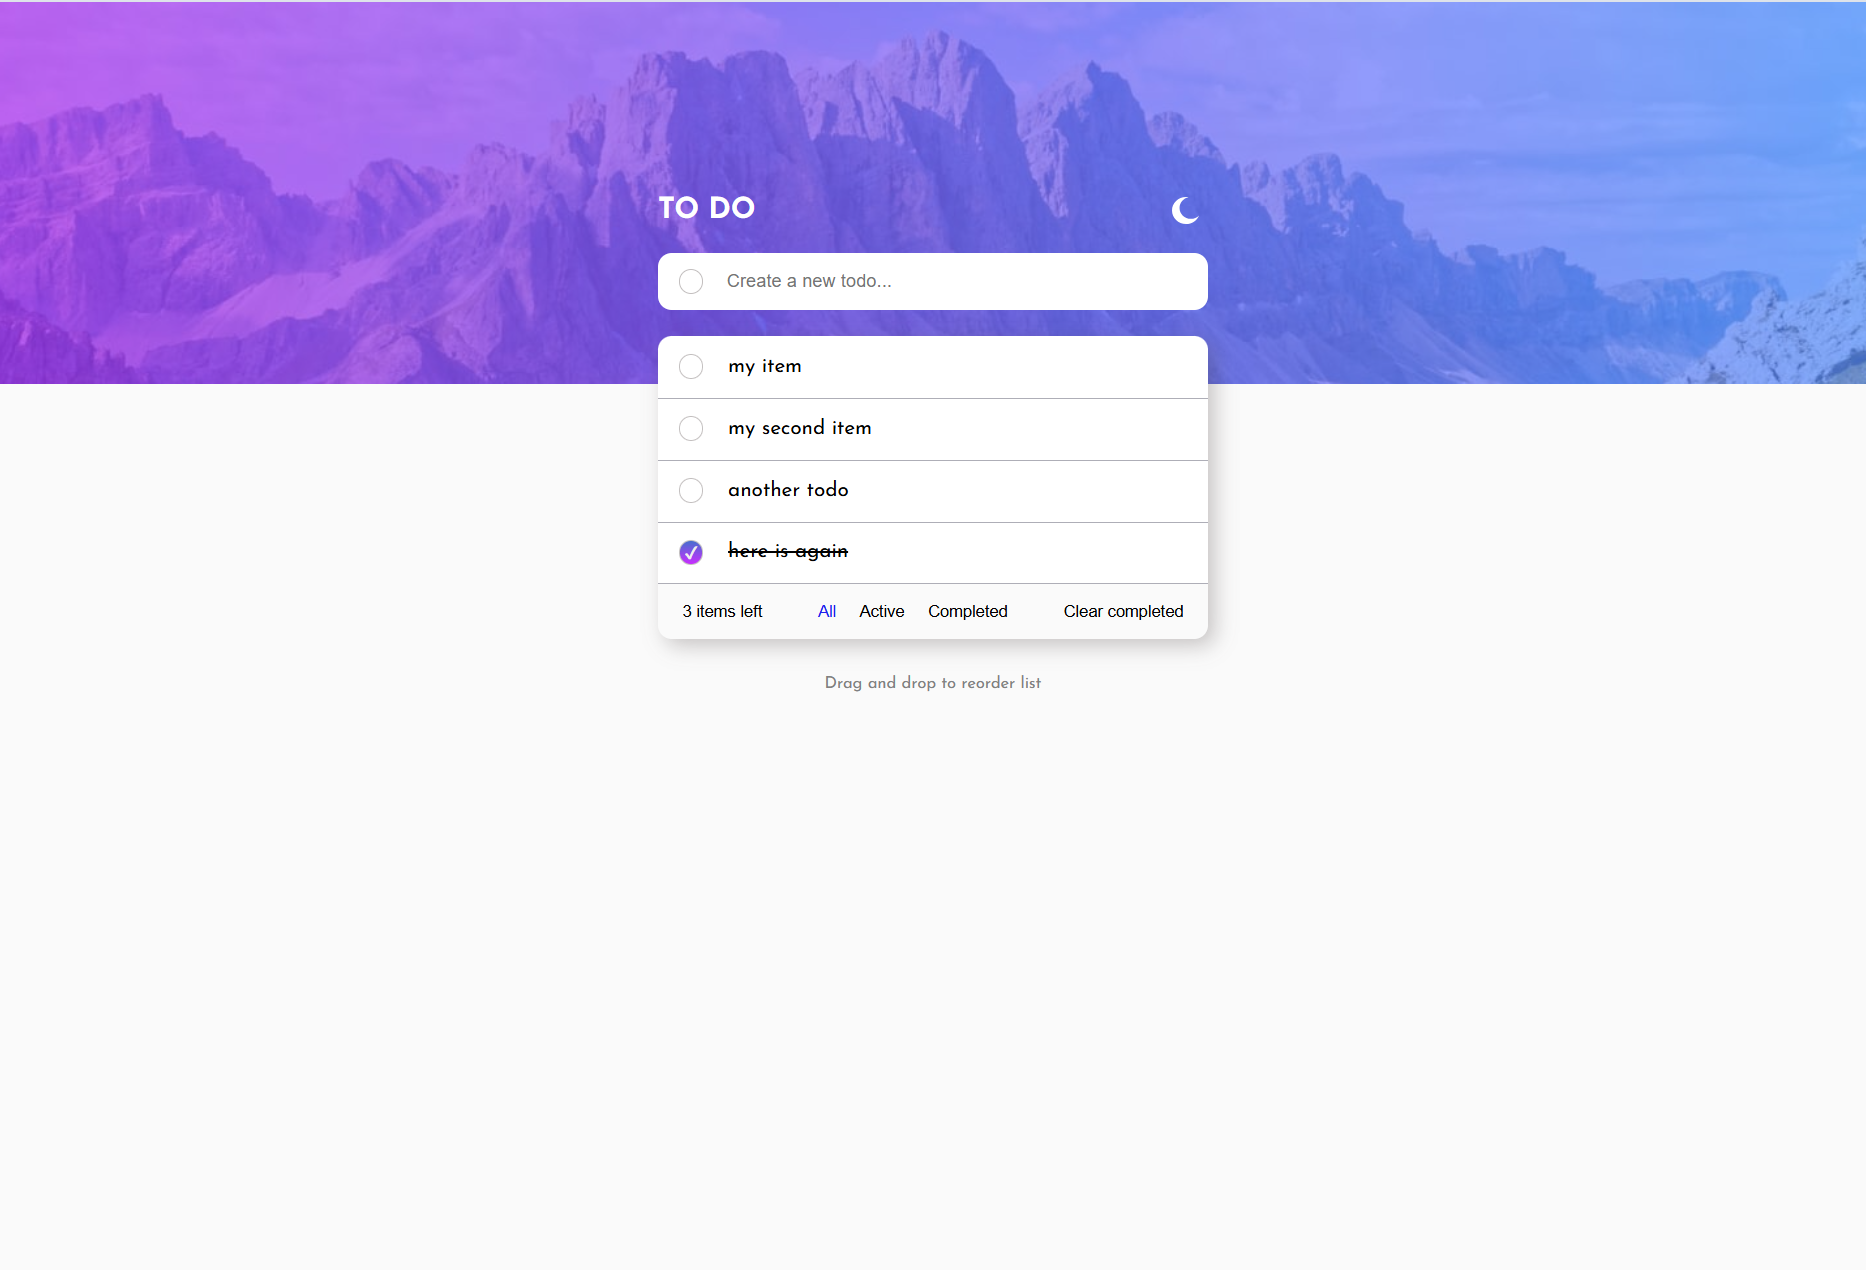 TO DO
Create a new todo...
my item
my second item
another todo
here is again
3 items left All Active Completed Clear completed
Drag and drop to reorder list